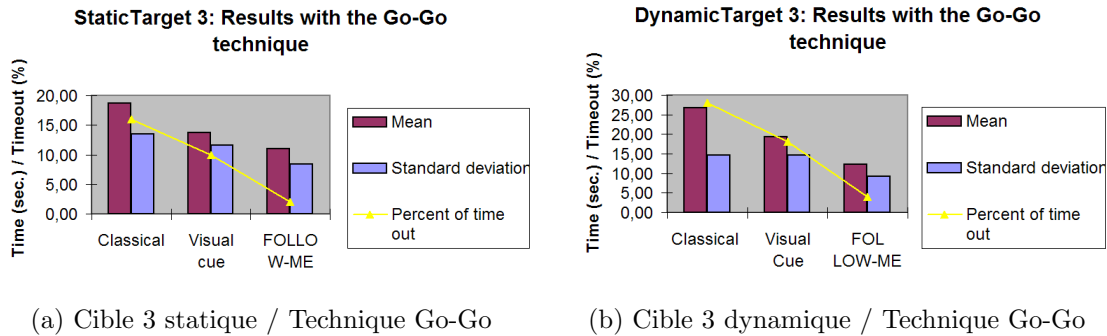 StaticTarget 3: Results with the Go-Go
technique
Time (sec.) / Timeout (%)
20,00
15,00
10,00
5,00
0,00
Classical
Visual
cue
FOLLO
W-ME
Mean
Standard deviation
Percent of time
out
(a) Cible 3 statique / Technique Go-Go
DynamicTarget 3: Results with the Go-Go
technique
Time (sec.) / Timeout (%)
30,00
25,00
20,00
15,00
10,00
5,00
0,00
Classical
Visual
Cue
FOL
LOW-ME
Mean
Standard deviation
Percent of time
out
(b) Cible 3 dynamique / Technique Go-Go